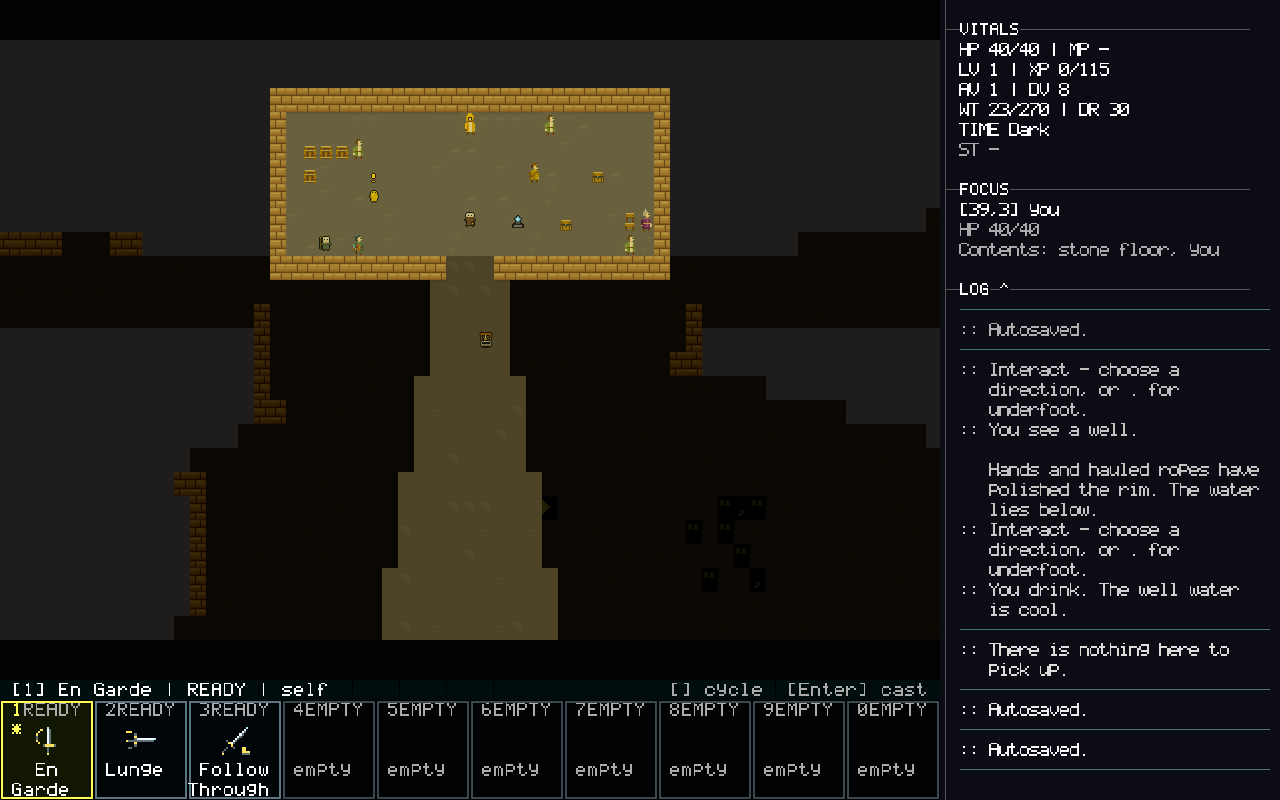 VITALS
HP 40/40 | MP -
LV 1 | XP 0/115
AV 1 | DV 8
WT 23/270 | DR 30
TIME Dark
ST -
FOCUS
[39,3] You
HP 40/40
Contents: stone floor, You
LOG ^
:: Autosaved.
:: Interact - choose a
direction, or . for
underfoot.
:: You see a well.
Hands and hauled ropes have
polished the rim. The water
lies below.
:: Interact - choose a
direction, or . for
underfoot.
:: You drink. The well water
is cool.
:: There is nothing here to
pick up.
:: Autosaved.
:: Autosaved.
[1] En Garde | READY | self
[] cycle [Enter] cast
1READY 2READY 3READY 4EMPTY 5EMPTY 6EMPTY 7EMPTY 8EMPTY 9EMPTY 0EMPTY
*
En Lunge Follow empty empty empty empty empty empty empty
Garde Through